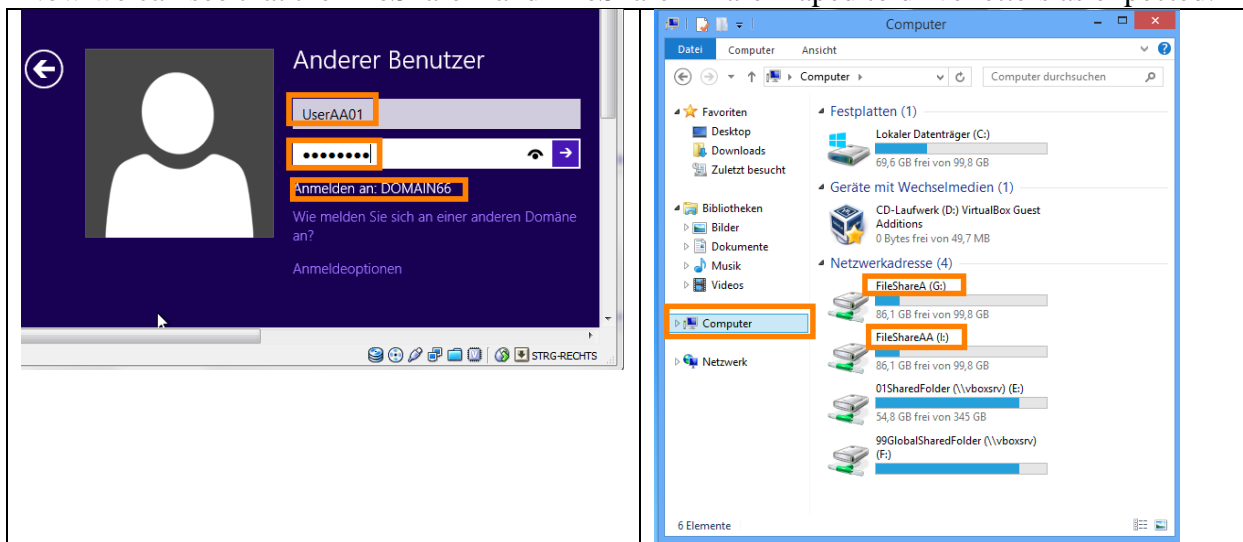 Anderer Benutzer
UserAA01
Anmelden an: DOMAIN66
Wie melden Sie sich an einer anderen Domäne
an?
Anmeldeoptionen
STRG-RECHTS
Computer
Datei Computer Ansicht
Computer
Computer durchsuchen
Favoriten
Desktop
Downloads
Zuletzt besucht
Bibliotheken
Bilder
Dokumente
Musik
Videos
Computer
Netzwerk
Festplatten (1)
Lokaler Datenträger (C:)
69,6 GB frei von 99,8 GB
Geräte mit Wechselmedien (1)
CD-Laufwerk (D:) VirtualBox Guest
Additions
0 Bytes frei von 49,7 MB
Netzwerkadresse (4)
FileShareA (G:)
86,1 GB frei von 99,8 GB
FileShareAA (I:)
86,1 GB frei von 99,8 GB
01SharedFolder (\\vboxsrv) (E:)
54,8 GB frei von 345 GB
99GlobalSharedFolder (\\vboxsrv)
(F:)
6 Elemente